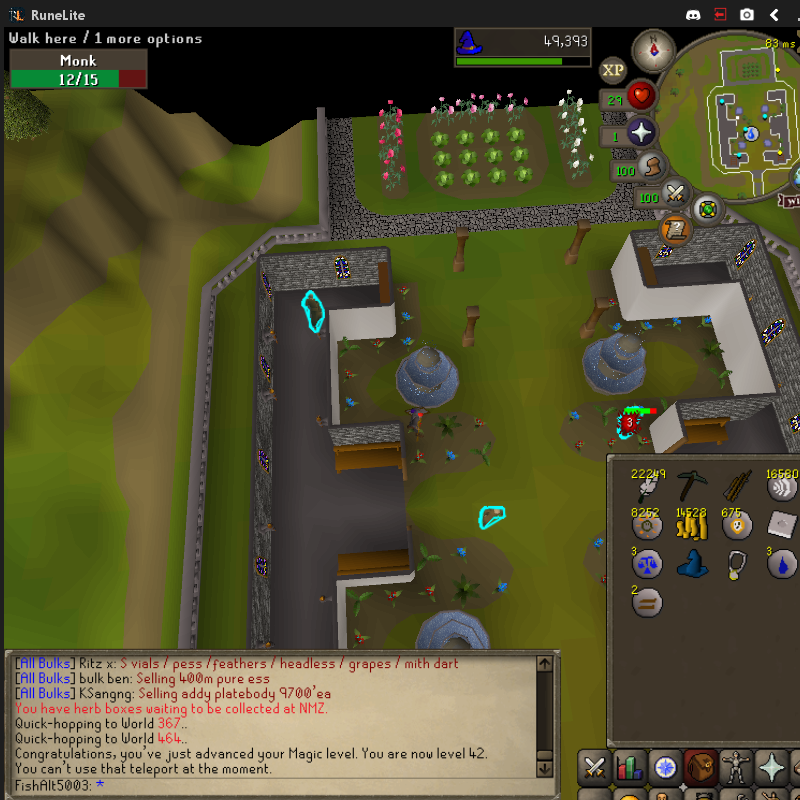 RuneLite
Walk here / 1 more options
Monk
12/15
49,393
XP
83 ms
29
1
100
100
3
22249
16580
8252
14528
675
3
3
2
[All Bulks] Ritz x: S vials / pess /feathers / headless / grapes / mith dart
[All Bulks] bulk ben: Selling 400m pure ess
[All Bulks] KSangng: Selling addy platebody 9700'ea
You have herb boxes waiting to be collected at NMZ.
Quick-hopping to World 367..
Quick-hopping to World 464..
Congratulations, you've just advanced your Magic level. You are now level 42.
You can't use that teleport at the moment.
FishAlt5003: *